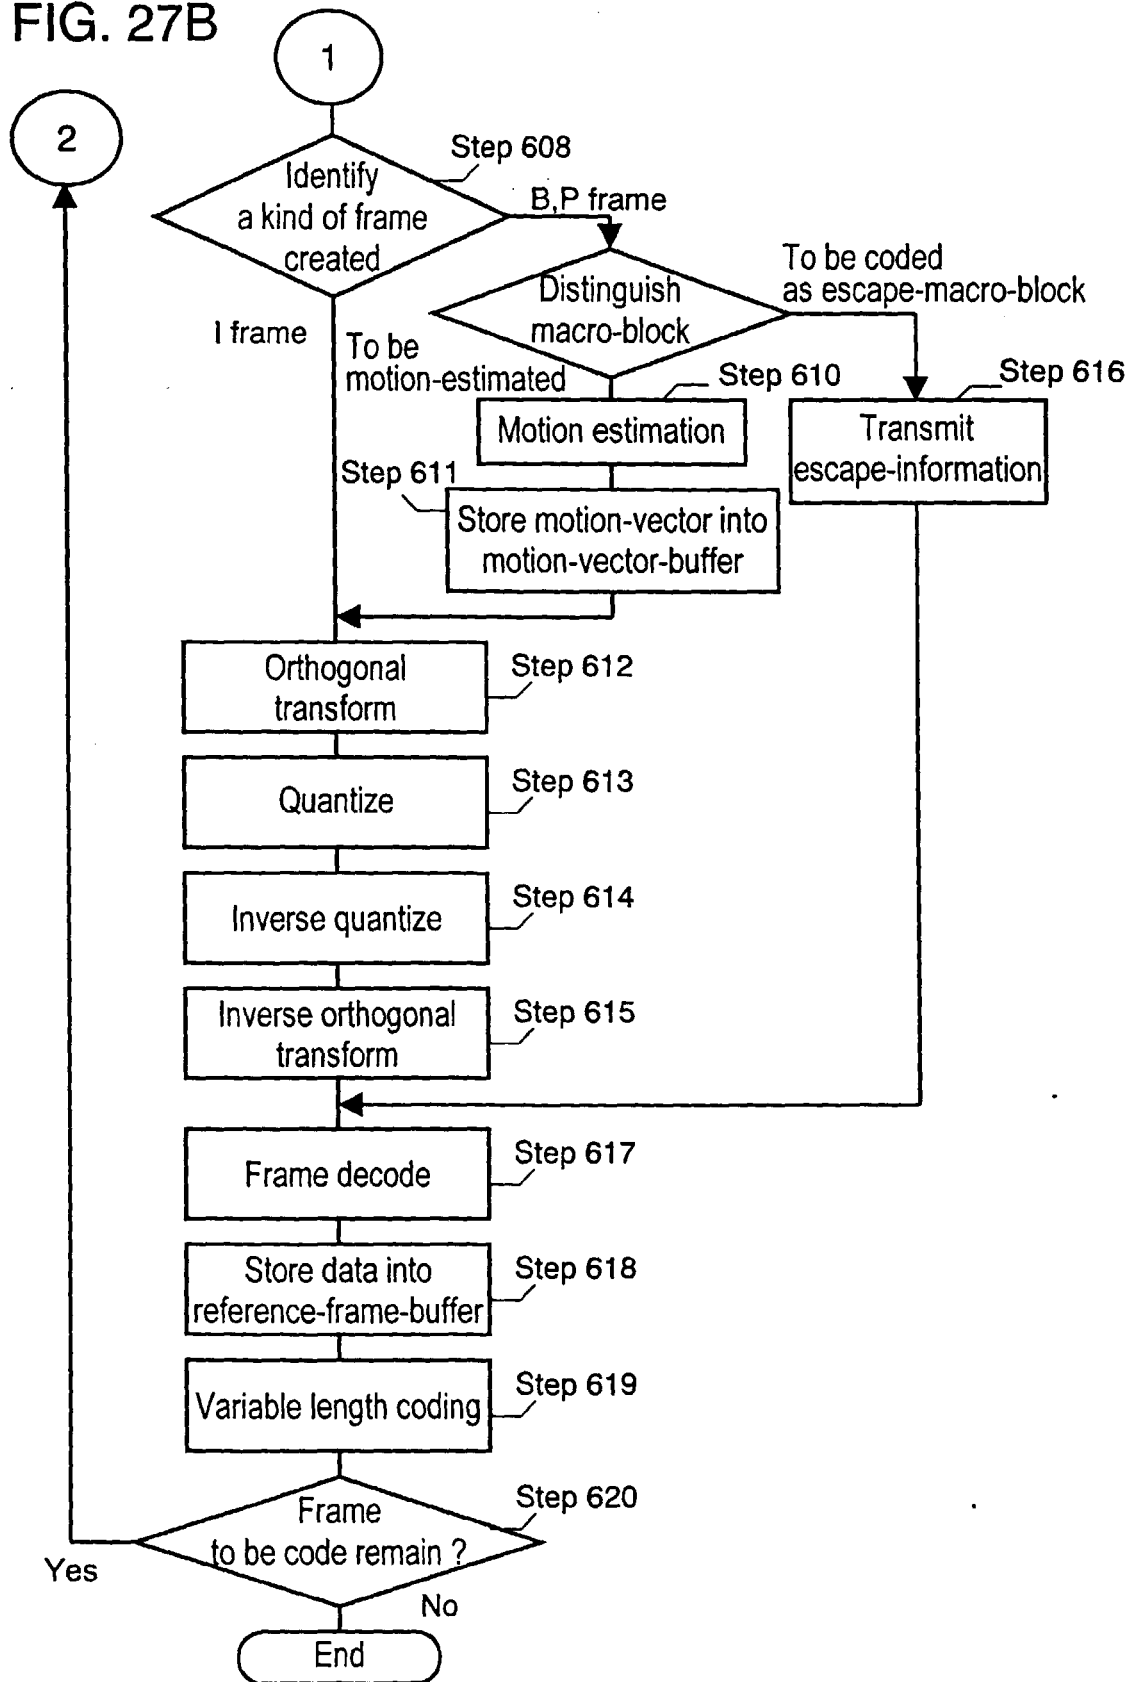 FIG. 27B
1
2
Step 608
Identify
a kind of frame
created
B,P frame
To be coded
as escape-macro-block
Distinguish
macro-block
I frame
To be
motion-estimated
Step 610
Step 616
Motion estimation
Transmit
escape-information
Step 611
Store motion-vector into
motion-vector-buffer
Orthogonal
transform
Step 612
Quantize
Step 613
Inverse quantize
Step 614
Inverse orthogonal
transform
Step 615
Frame decode
Step 617
Store data into
reference-frame-buffer
Step 618
Variable length coding
Step 619
Frame
to be code remain ?
Step 620
Yes
No
End